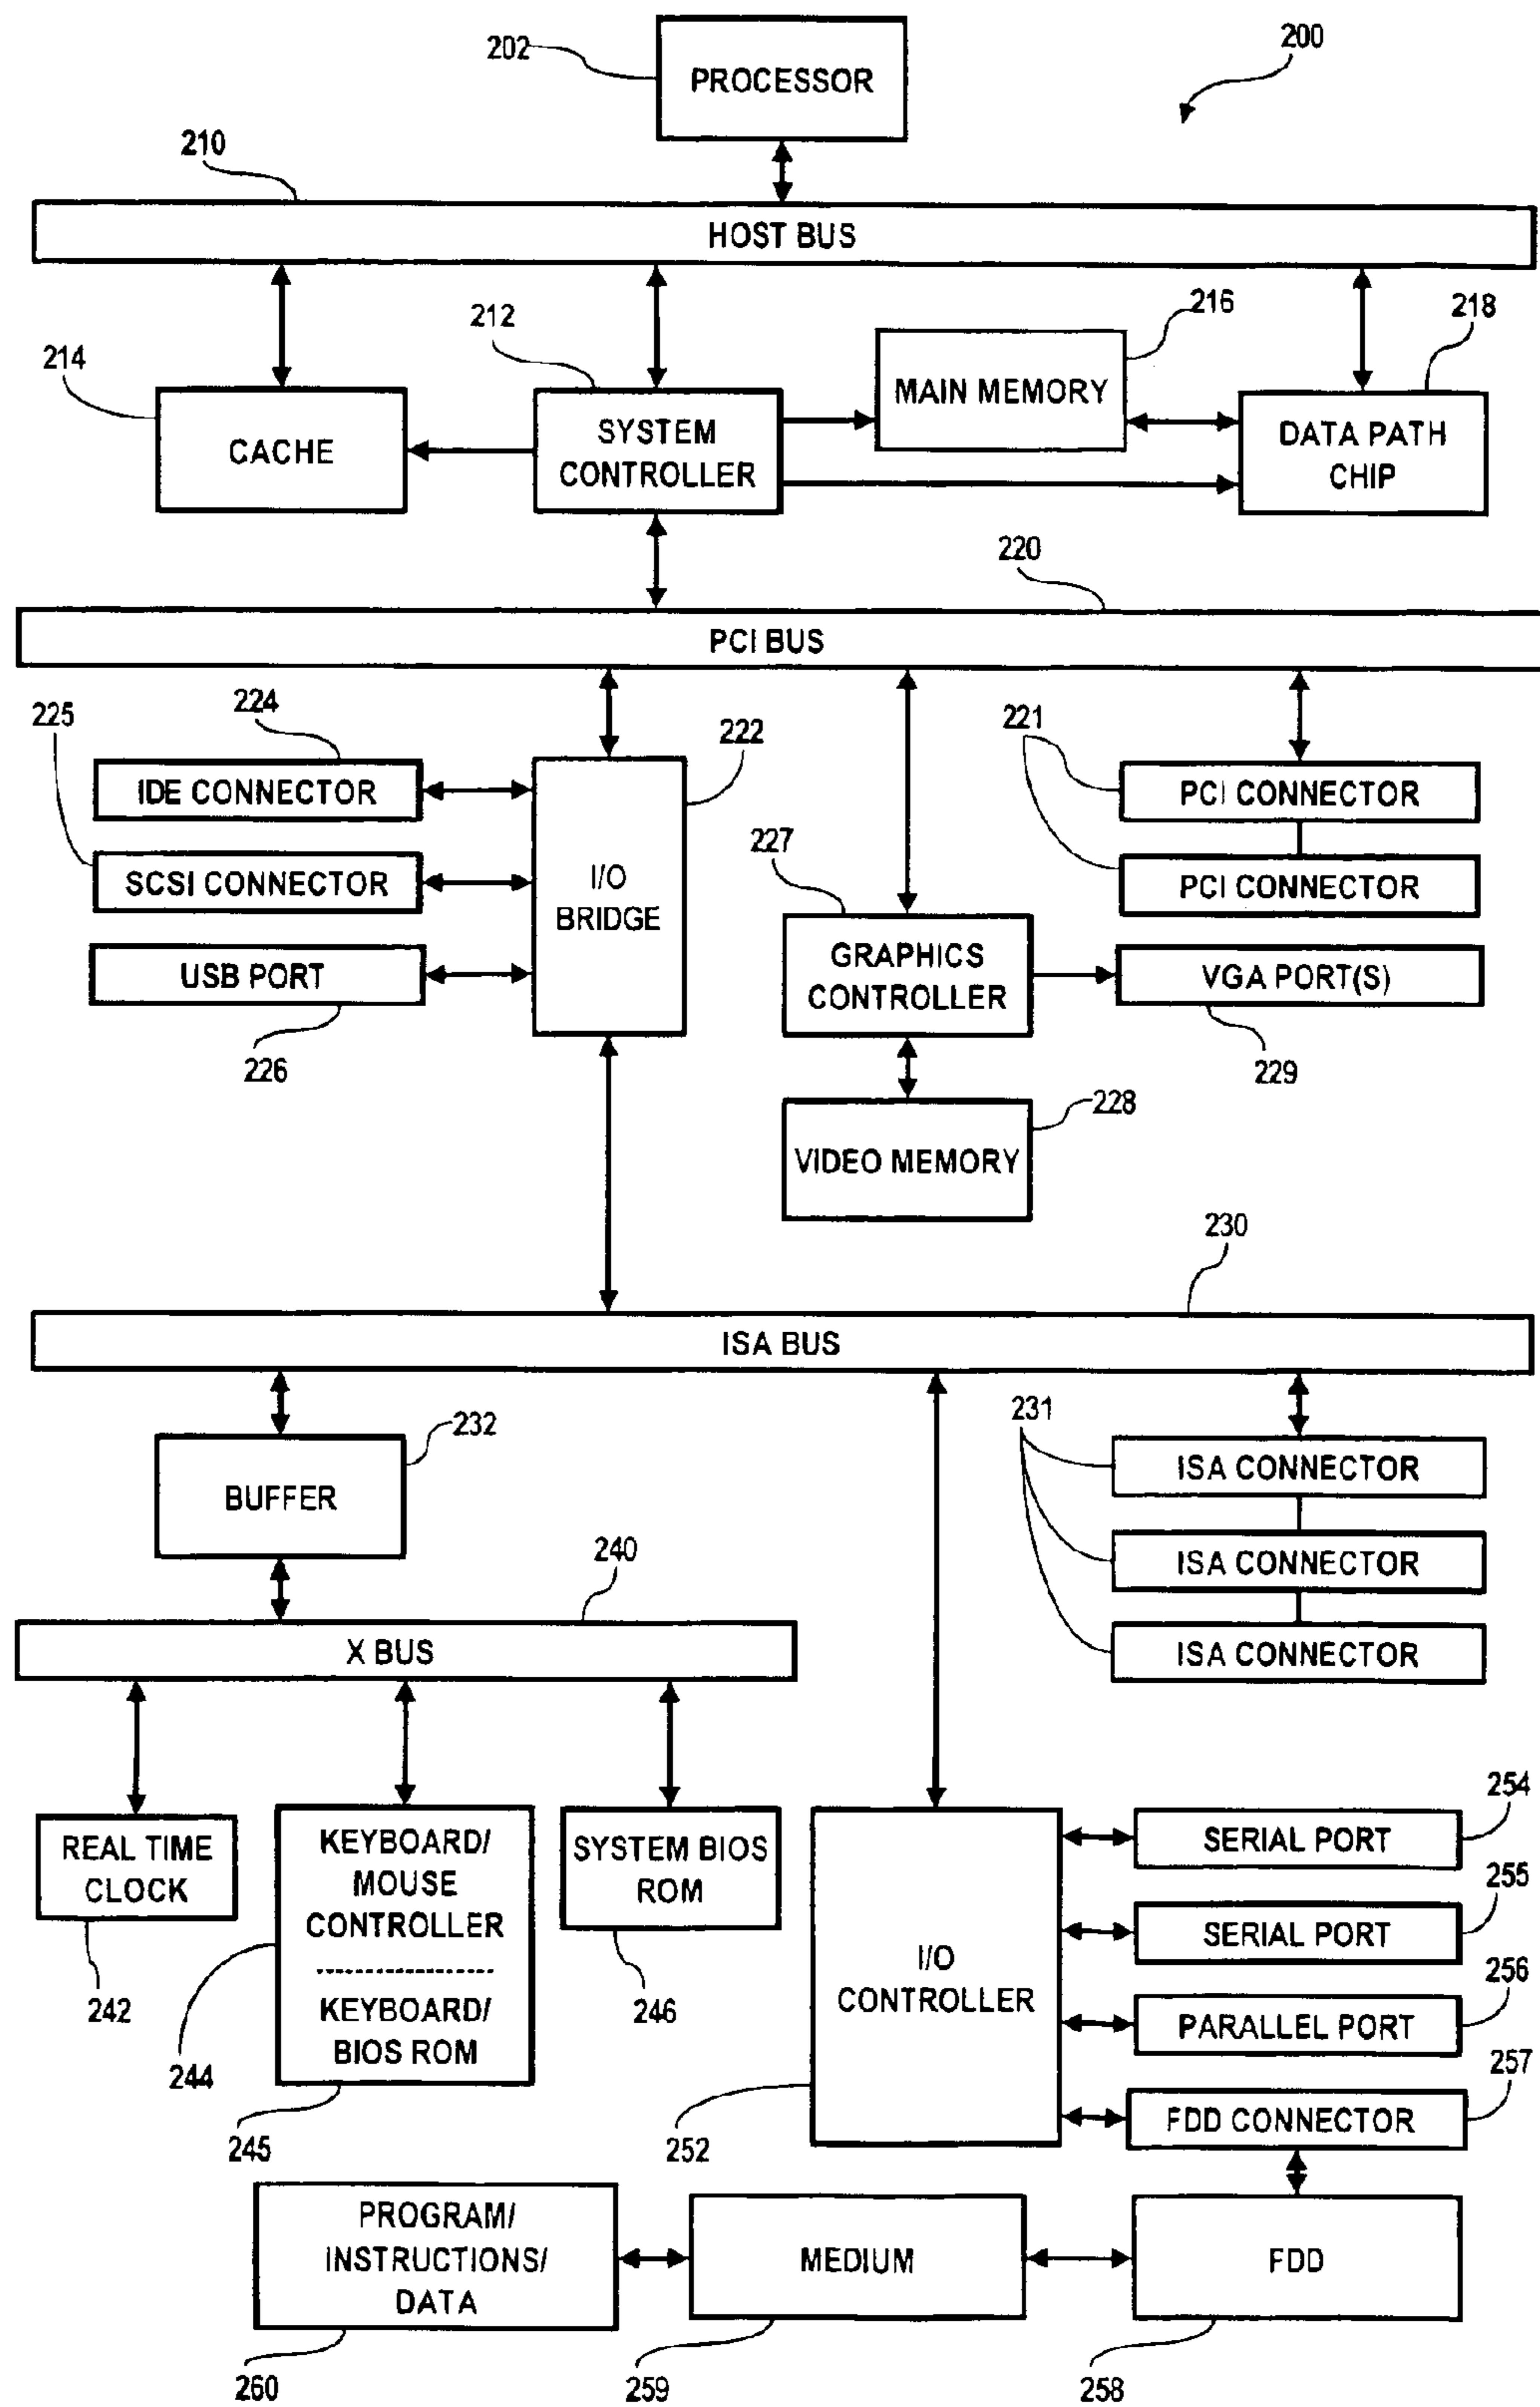 202
PROCESSOR
200
210
HOST BUS
214
212
216
218
CACHE
SYSTEM
CONTROLLER
MAIN MEMORY
DATA PATH
CHIP
220
PCI BUS
225
224
222
221
IDE CONNECTOR
PCI CONNECTOR
SCSI CONNECTOR
I/O
BRIDGE
227
PCI CONNECTOR
USB PORT
GRAPHICS
CONTROLLER
VGA PORT(S)
226
229
228
VIDEO MEMORY
230
ISA BUS
232
231
BUFFER
ISA CONNECTOR
ISA CONNECTOR
ISA CONNECTOR
240
X BUS
REAL TIME
CLOCK
KEYBOARD/
MOUSE
CONTROLLER
KEYBOARD/
BIOS ROM
SYSTEM BIOS
ROM
242
244
245
246
I/O
CONTROLLER
252
254
SERIAL PORT
255
SERIAL PORT
256
PARALLEL PORT
257
FDD CONNECTOR
PROGRAM/
INSTRUCTIONS/
DATA
MEDIUM
FDD
260
259
258